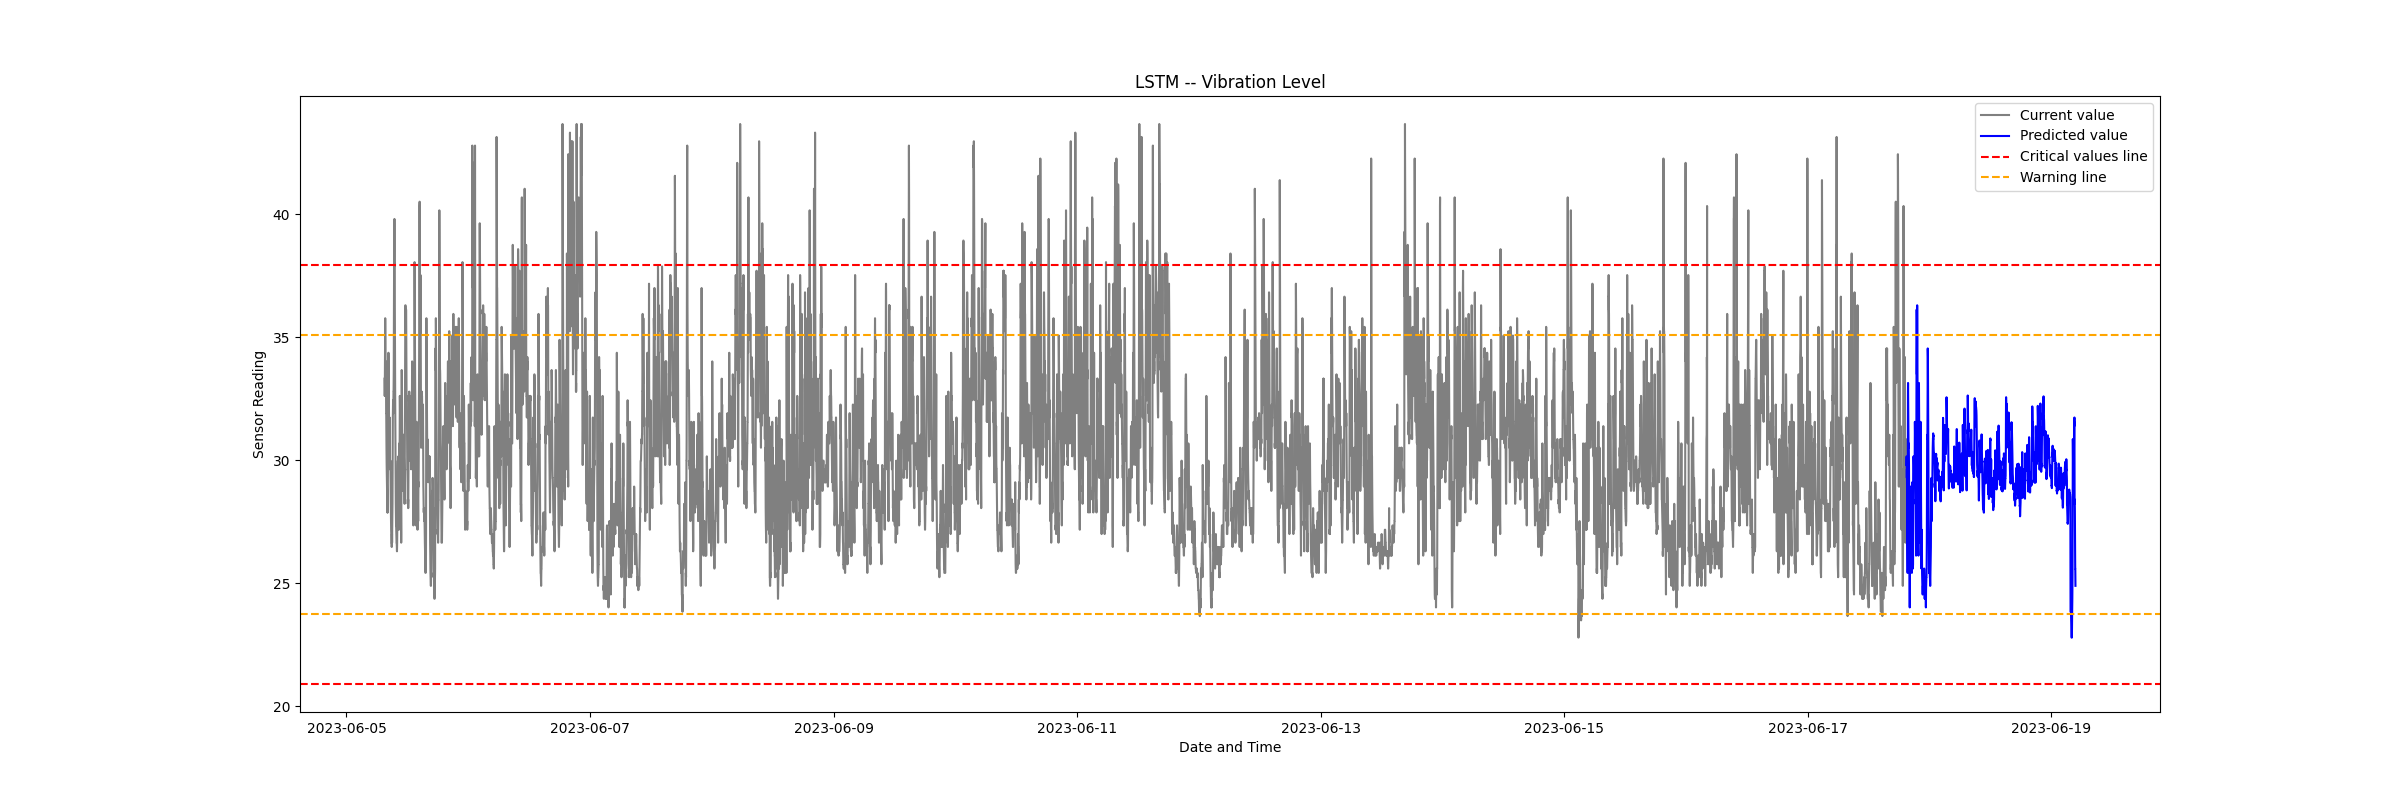 LSTM -- Vibration Level
Current value
Predicted value
Critical values line
Warning line
Sensor Reading
40
35
30
25
20
2023-06-05
2023-06-07
2023-06-09
2023-06-11
2023-06-13
2023-06-15
2023-06-17
2023-06-19
Date and Time